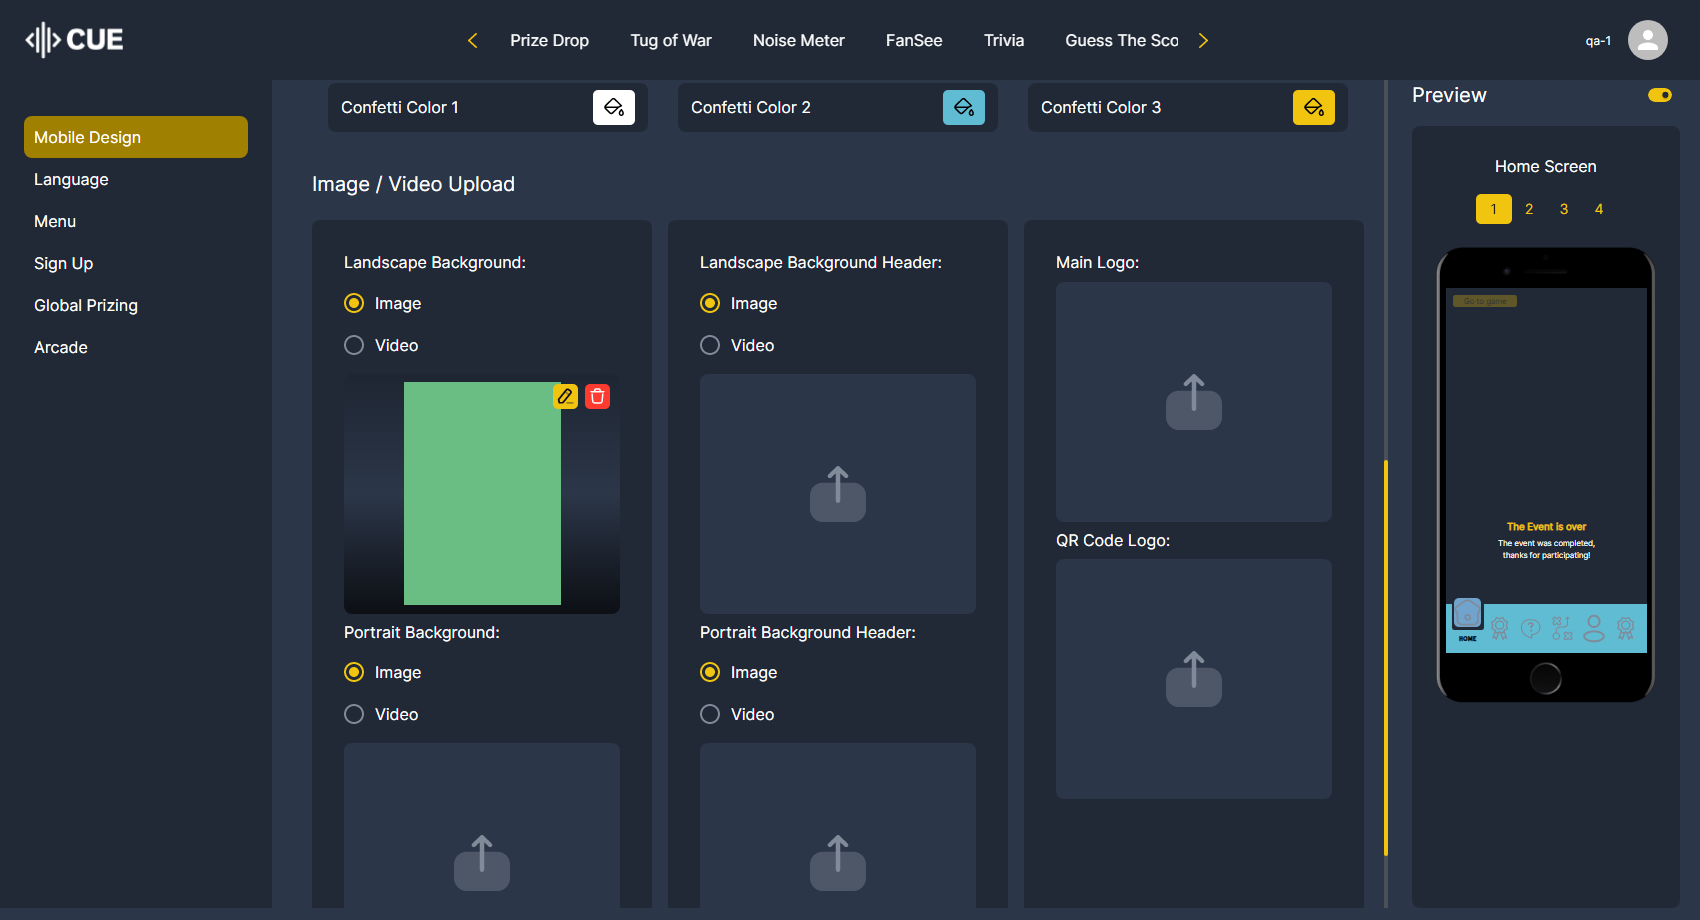 CUE
Prize Drop
Tug of War
Noise Meter
FanSee
Trivia
Guess The Sco
qa-1
Mobile Design
Language
Menu
Sign Up
Global Prizing
Arcade
Confetti Color 1
Confetti Color 2
Confetti Color 3
Image / Video Upload
Landscape Background:
Image
Video
Portrait Background:
Image
Video
Landscape Background Header:
Image
Video
Portrait Background Header:
Image
Video
Main Logo:
QR Code Logo:
Preview
Home Screen
1 2 3 4
Go to game
The Event is over
The event was completed,
thanks for participating!
HOME